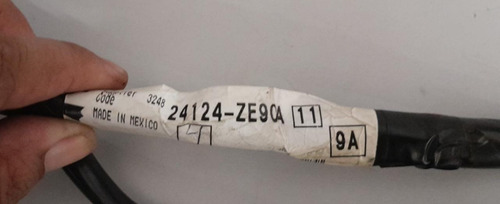 Code 3248
MADE IN MEXICO
24124-ZE90A 11
9A